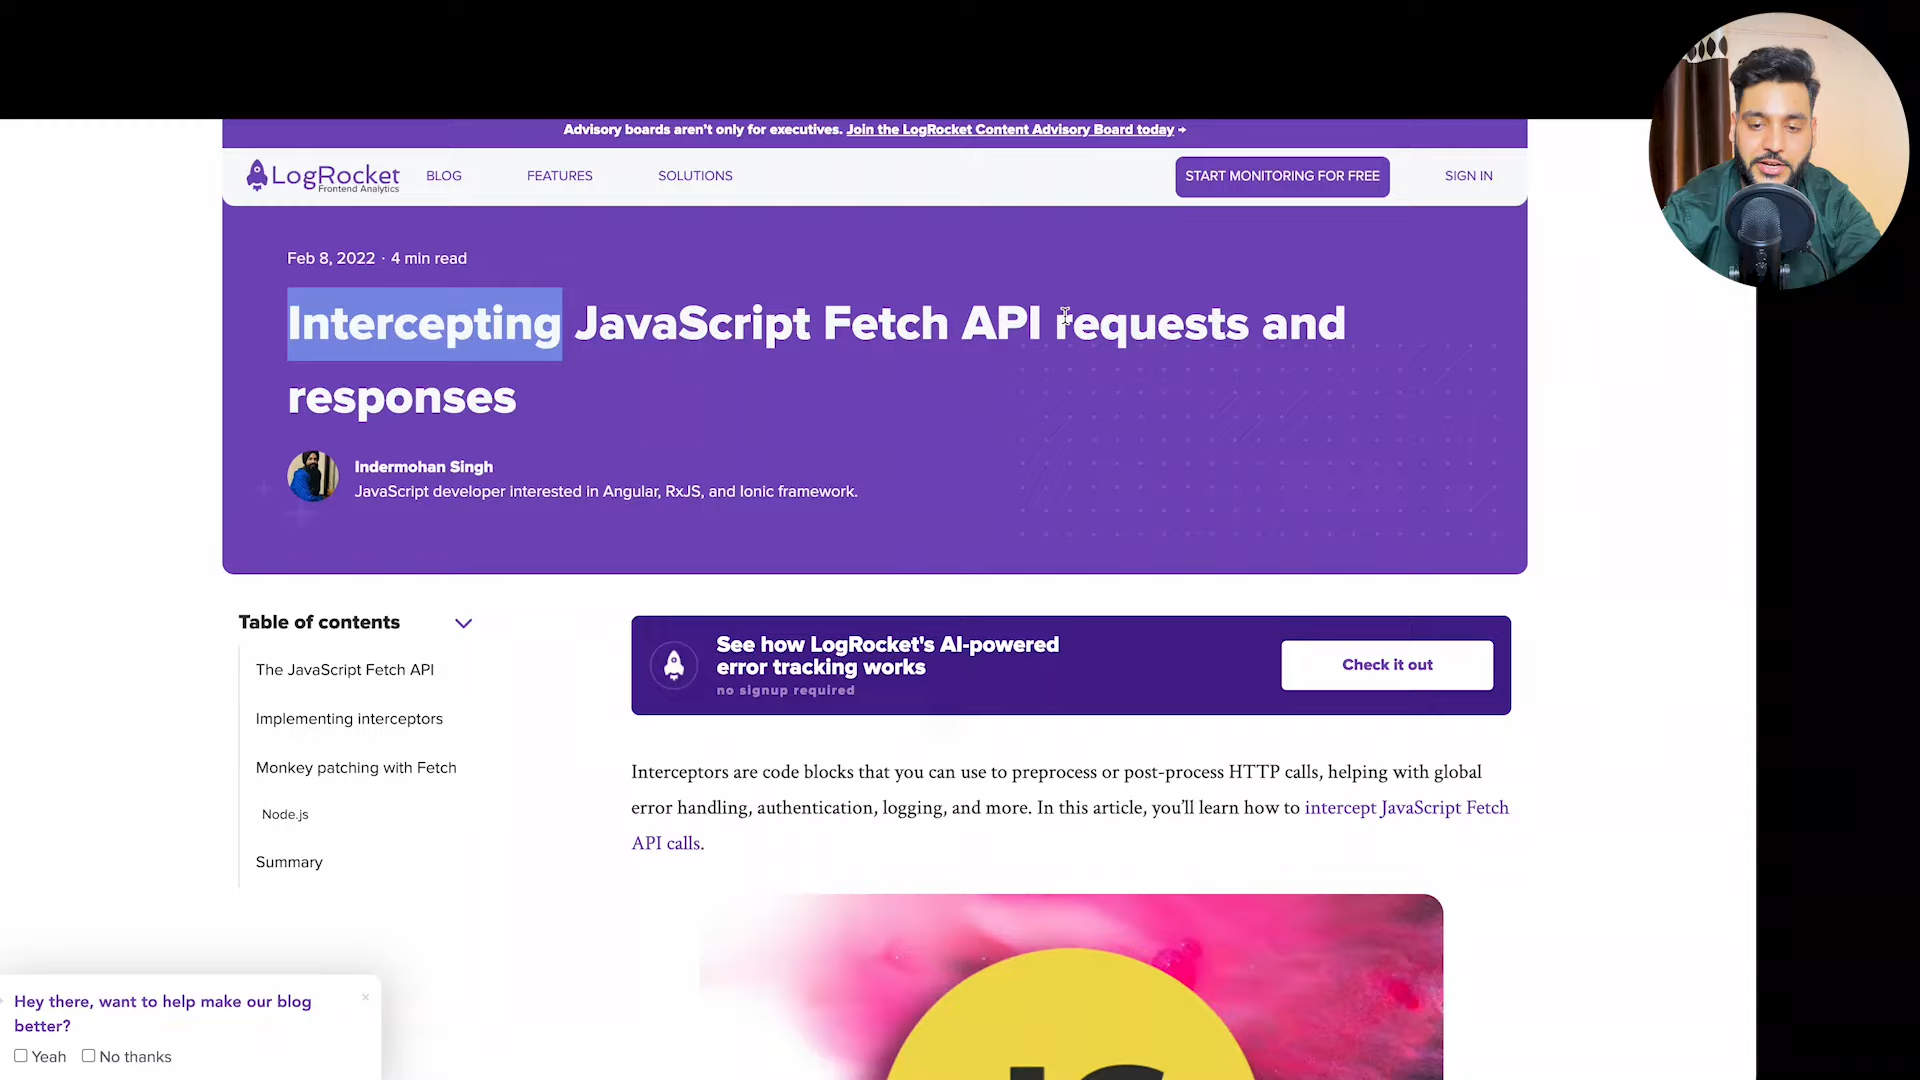 Advisory boards aren't only for executives. Join the LogRocket Content Advisory Board today →
LogRocket
Frontend Analytics
BLOG
FEATURES
SOLUTIONS
START MONITORING FOR FREE
SIGN IN
Feb 8, 2022 · 4 min read
Intercepting JavaScript Fetch API requests and
responses
Indermohan Singh
JavaScript developer interested in Angular, RxJS, and Ionic framework.
Table of contents
The JavaScript Fetch API
Implementing interceptors
Monkey patching with Fetch
Node.js
Summary
See how LogRocket's AI-powered
error tracking works
no signup required
Check it out
Interceptors are code blocks that you can use to preprocess or post-process HTTP calls, helping with global
error handling, authentication, logging, and more. In this article, you’ll learn how to intercept JavaScript Fetch
API calls.
Hey there, want to help make our blog
better?
Yeah
No thanks